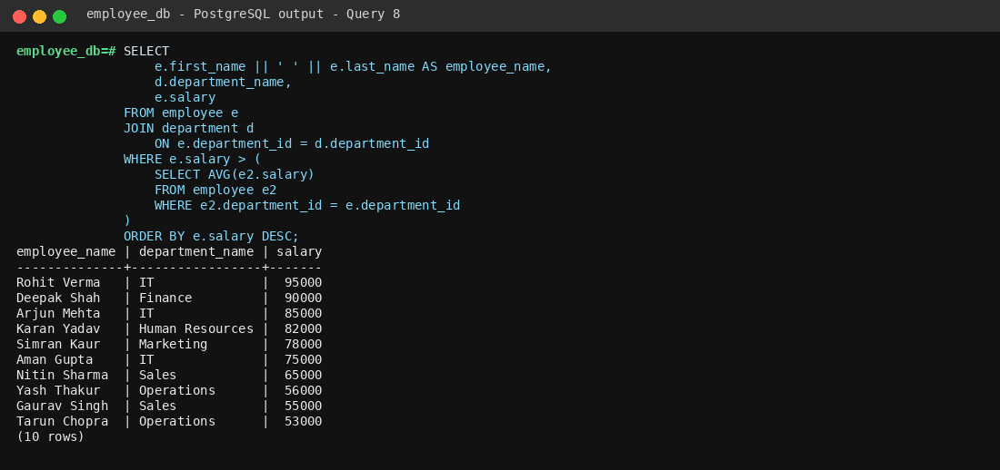 employee_db - PostgreSQL output - Query 8
employee_db=# SELECT
                  e.first_name || ' ' || e.last_name AS employee_name,
                  d.department_name,
                  e.salary
              FROM employee e
              JOIN department d
                  ON e.department_id = d.department_id
              WHERE e.salary > (
                  SELECT AVG(e2.salary)
                  FROM employee e2
                  WHERE e2.department_id = e.department_id
              )
              ORDER BY e.salary DESC;
employee_name | department_name | salary
--------------+-----------------+-------
Rohit Verma   | IT              |  95000
Deepak Shah   | Finance         |  90000
Arjun Mehta   | IT              |  85000
Karan Yadav   | Human Resources |  82000
Simran Kaur   | Marketing       |  78000
Aman Gupta    | IT              |  75000
Nitin Sharma  | Sales           |  65000
Yash Thakur   | Operations      |  56000
Gaurav Singh  | Sales           |  55000
Tarun Chopra  | Operations      |  53000
(10 rows)